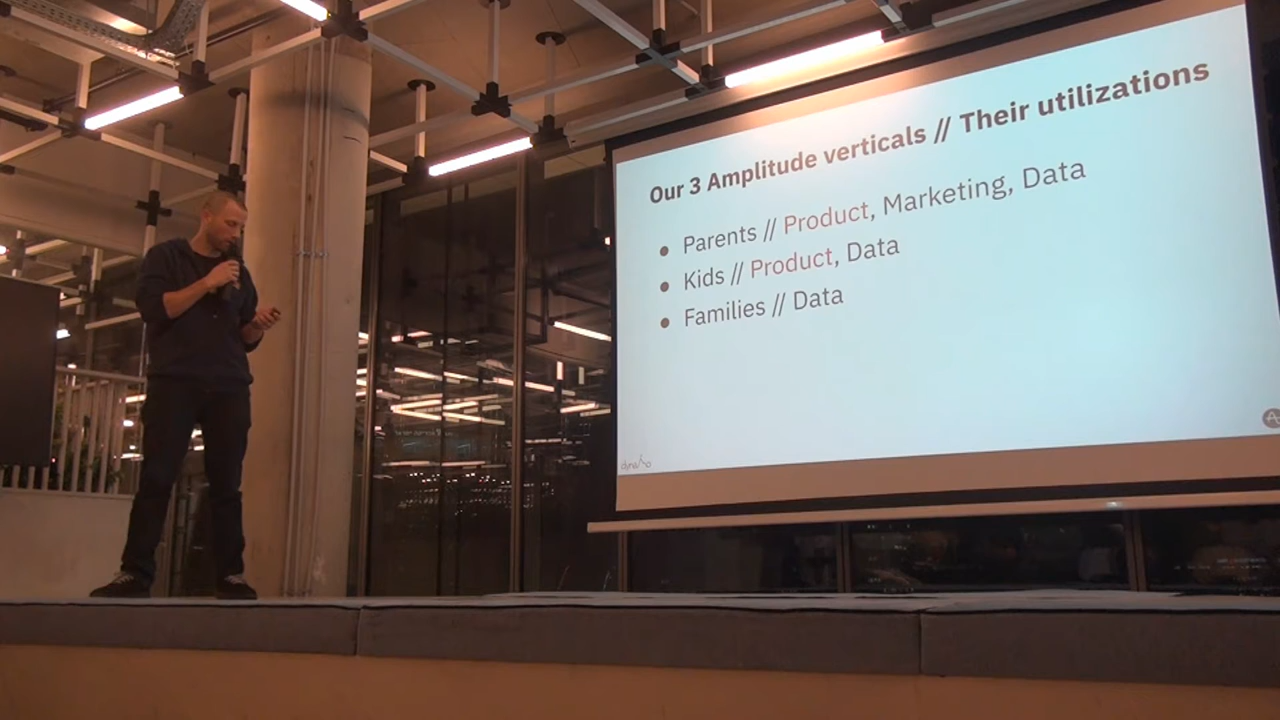 Our 3 Amplitude verticals // Their utilizations
● Parents // Product, Marketing, Data
● Kids // Product, Data
● Families // Data